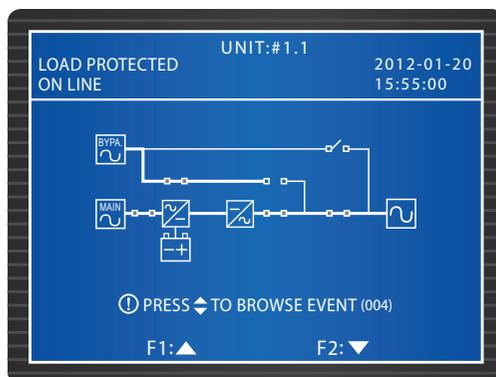 UNIT:#1.1
LOAD PROTECTED 2012-01-20
ON LINE 15:55:00
BYPA.
MAIN
PRESS TO BROWSE EVENT (004)
F1: F2: